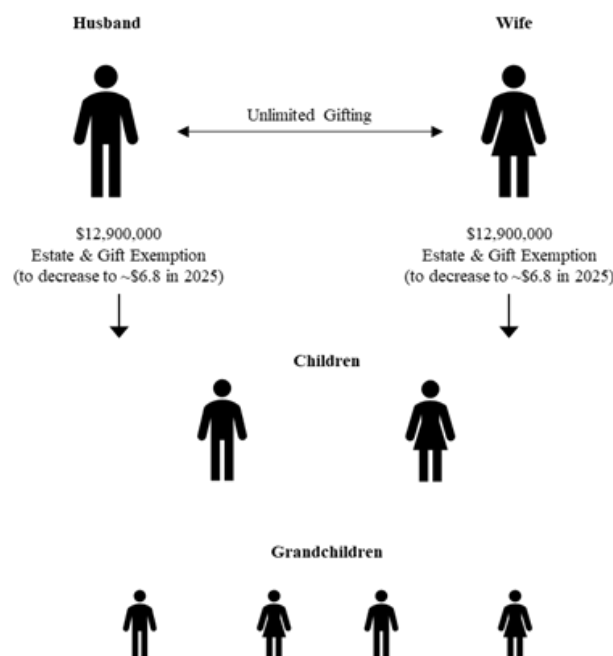 Husband
Wife
Unlimited Gifting
$12,900,000
Estate & Gift Exemption
(to decrease to ~$6.8 in 2025)
$12,900,000
Estate & Gift Exemption
(to decrease to ~$6.8 in 2025)
Children
Grandchildren